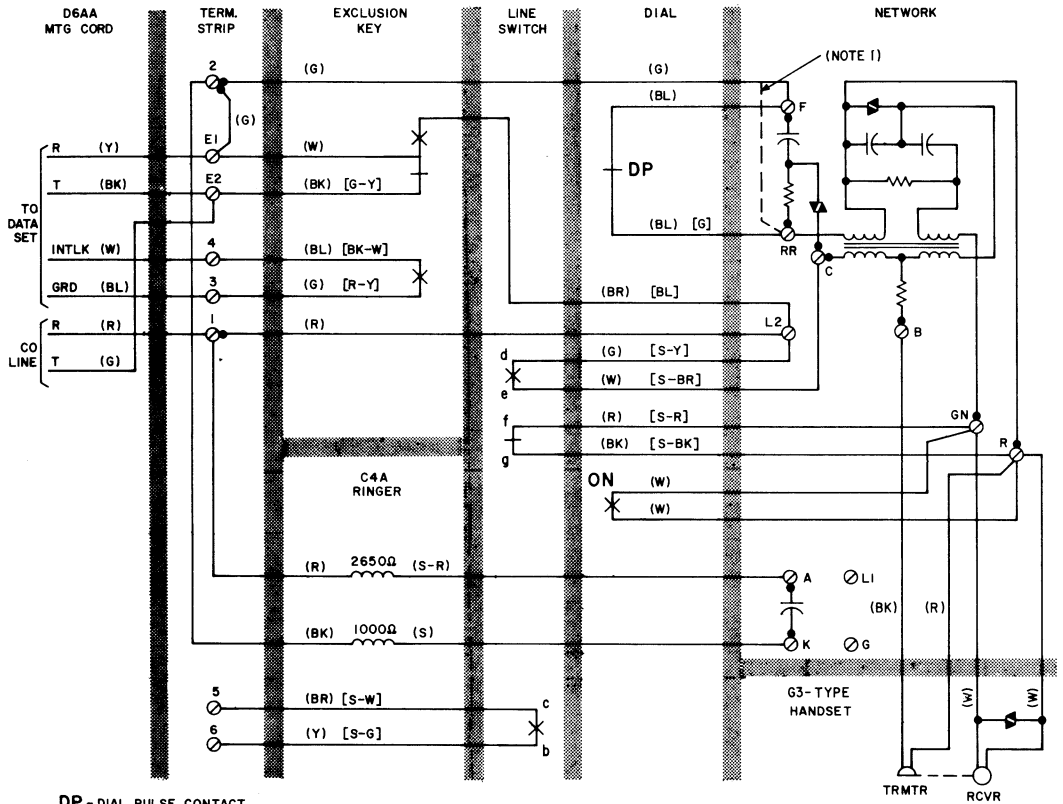 D6AA
MTG CORD
TERM.
STRIP
EXCLUSION
KEY
LINE
SWITCH
DIAL
NETWORK
2
(G)
(G)
(NOTE 1)
(BL)
F
(G)
R
(Y)
E1
(W)
DP
T
(BK)
E2
(BK) [G-Y]
TO
DATA
SET
(BL) [G]
RR
INTLK (W)
4
(BL) [BK-W]
C
GRD
(BL)
3
(G) [R-Y]
(BR) [BL]
R
(R)
1
(R)
L2
B
CO
LINE
T
(G)
d
(G) [S-Y]
e
(W) [S-BR]
f
(R) [S-R]
GN
g
(BK) [S-BK]
R
C4A
RINGER
ON
(W)
(W)
(R)
2650Ω
(S-R)
A
L1
(BK)
(R)
(BK)
1000Ω
(S)
K
G
5
(BR) [S-W]
c
G3-TYPE
HANDSET
6
(Y) [S-G]
b
(W)
(W)
TRMTR
RCVR
DP - DIAL PULSE CONTACT